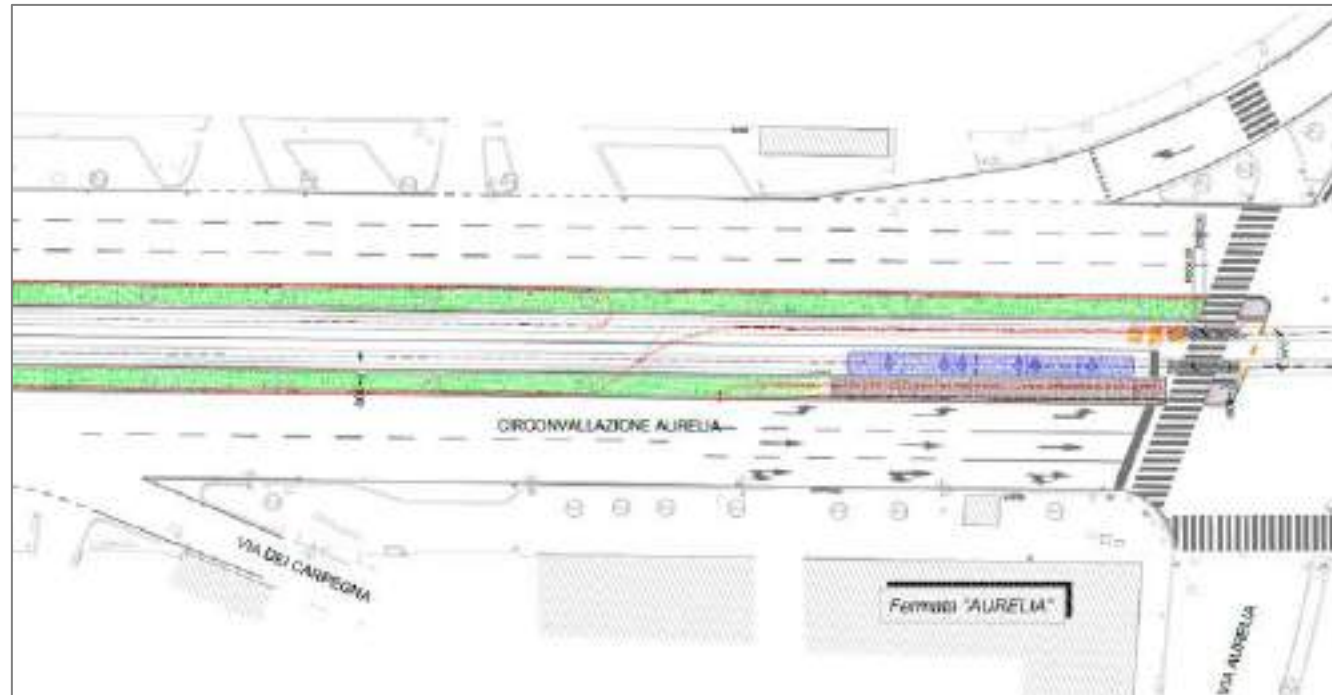 CIRCONVALLAZIONE AURELIA
VIA DEI CARPEGNA
Fermata "AURELIA"
VIA AURELIA